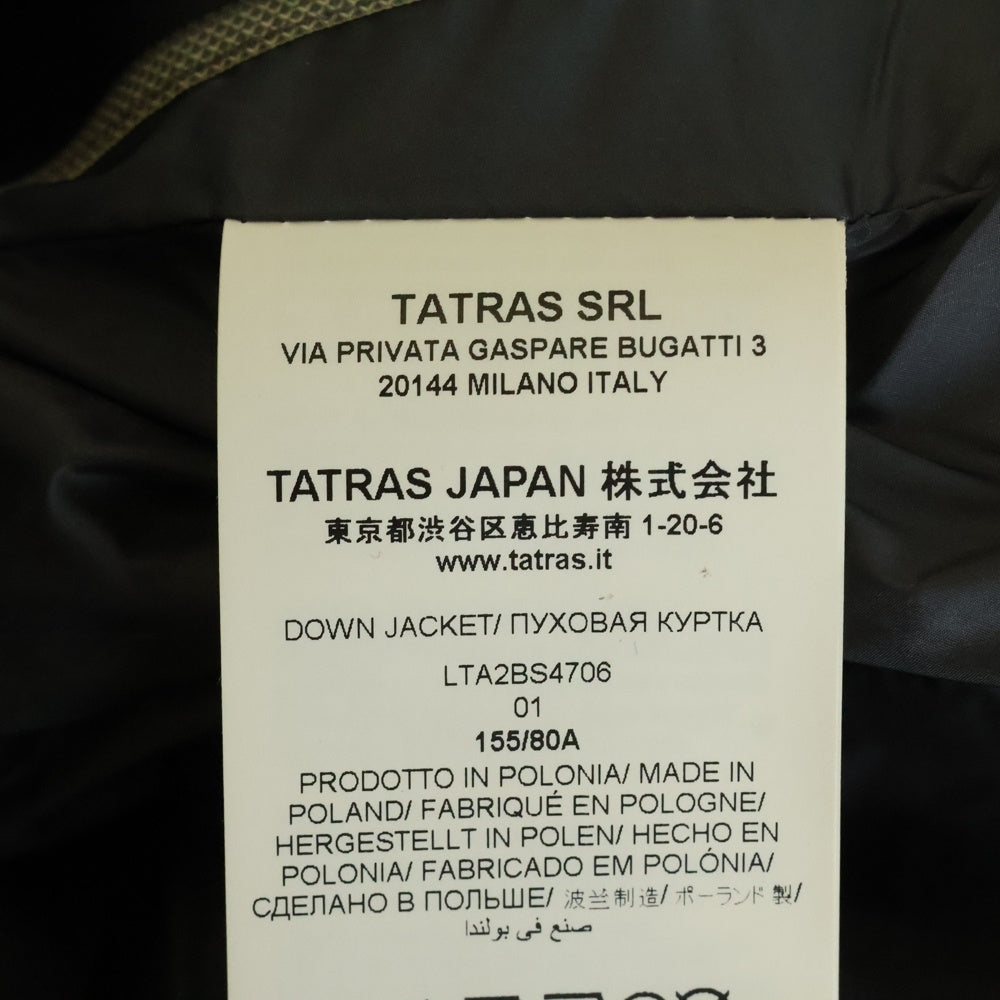 TATRAS SRL
VIA PRIVATA GASPARE BUGATTI 3
20144 MILANO ITALY
TATRAS JAPAN 株式会社
東京都渋谷区恵比寿南 1-20-6
www.tatras.it
DOWN JACKET/ ПУХОВАЯ КУРТКА
LTA2BS4706
01
155/80A
PRODOTTO IN POLONIA/ MADE IN
POLAND/ FABRIQUÉ EN POLOGNE/
HERGESTELLT IN POLEN/ HECHO EN
POLONIA/ FABRICADO EM POLÓNIA/
СДЕЛАНО В ПОЛЬШЕ/ 波兰制造/ ポーランド 製/
صنع في بولندا